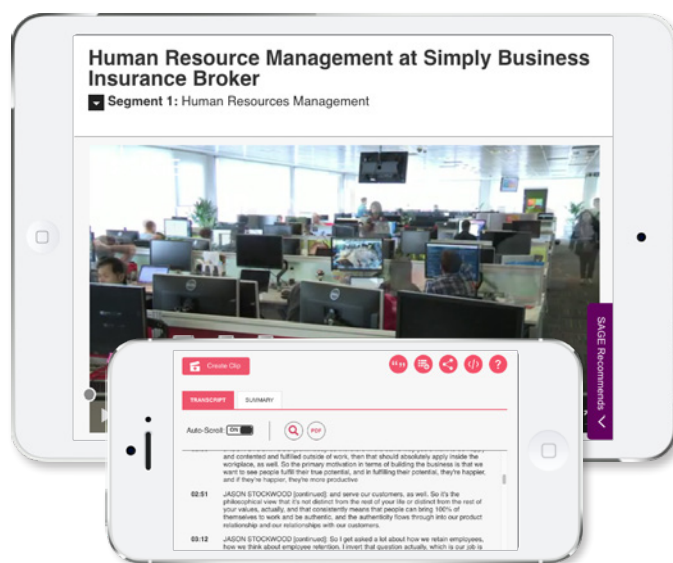 Human Resource Management at Simply Business
Insurance Broker
Segment 1: Human Resources Management
SAGE Recommends
Create Clip
TRANSCRIPT SUMMARY
Auto-Scroll: ON
PDF
and contented and fulfilled outside of work, then that should absolutely apply inside the
workplace, as well. So the primary motivation in terms of building the business is that we
want to see people fulfill their true potential, and in fulfilling their potential, they're happier,
and if they're happier, they're more productive
02:51 JASON STOCKWOOD [continued]: and serve our customers, as well. So it's the
philosophical view that it's not distinct from the rest of your life or distinct from the rest of
your values, actually, and that consistently means that people can bring 100% of
themselves to work and be authentic, and the authenticity flows through into our product
relationship and our relationships with our customers.
03:12 JASON STOCKWOOD [continued]: So I get asked a lot about how we retain employees,
how we think about employee retention. I invert that question actually, which is our job is